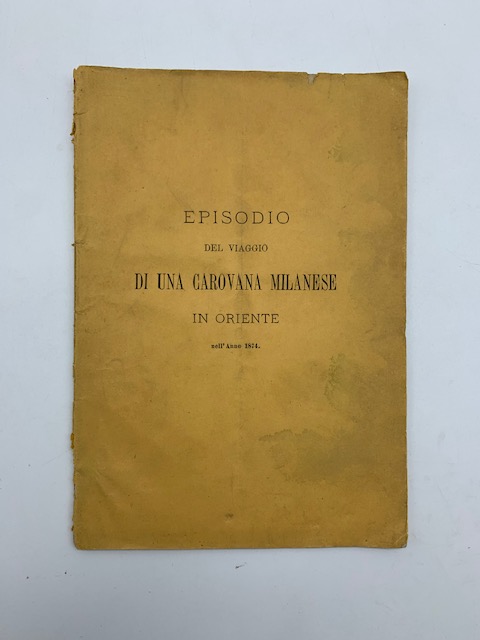 EPISODIO
DEL VIAGGIO
DI UNA CAROVANA MILANESE
IN ORIENTE
nell'Anno 1874.